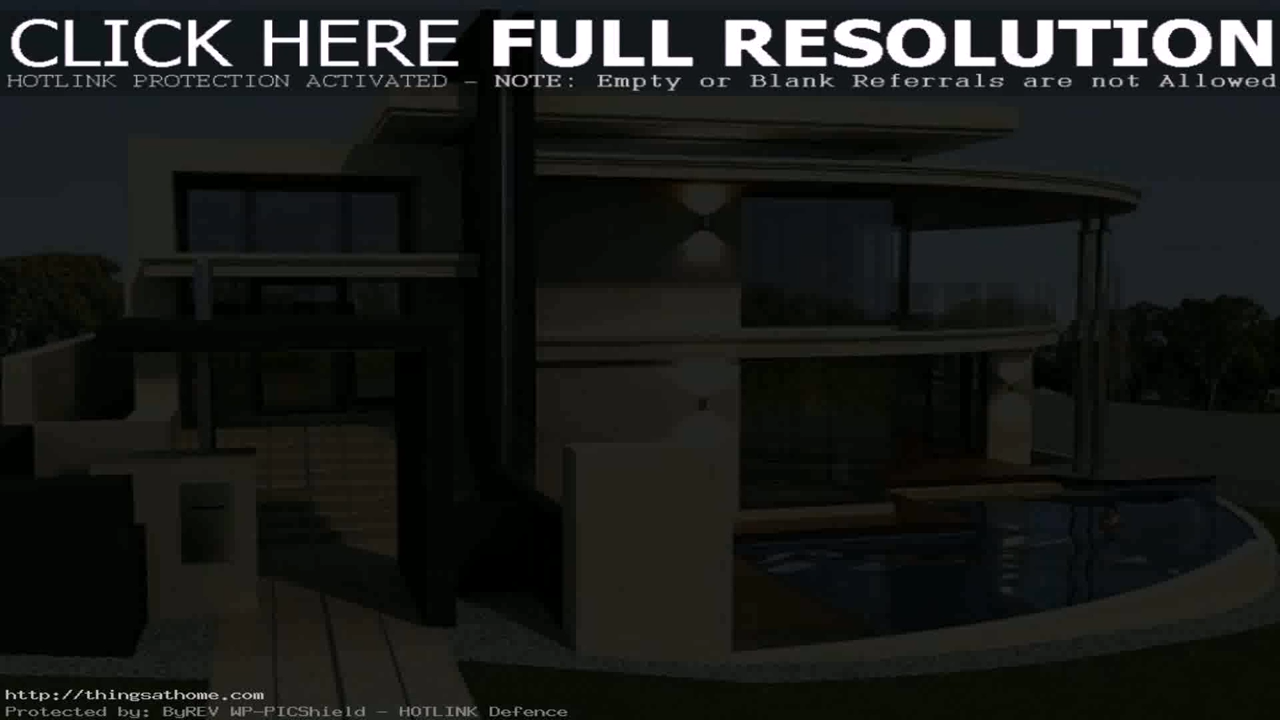 CLICK HERE FULL RESOLUTION
HOTLINK PROTECTION ACTIVATED - NOTE: Empty or Blank Referrals are not Allowed
http://thingsathome.com
Protected by: ByREV WP-PICShield - HOTLINK Defence